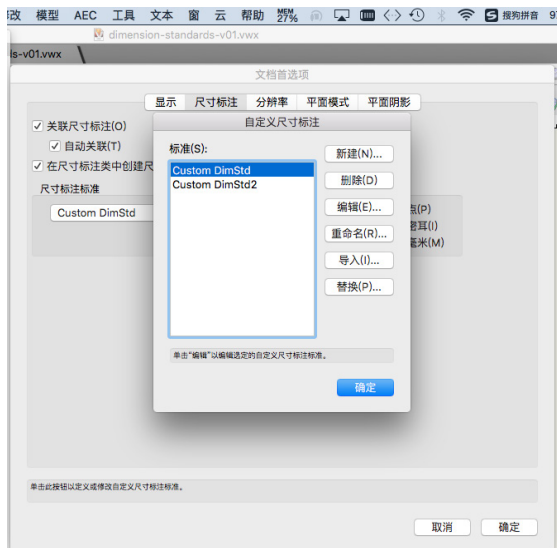 改 模型 AEC 工具 文本 窗 云 帮助 MEM 27% 搜狗拼音
dimension-standards-v01.vwx
ls-v01.vwx
文档首选项
显示 尺寸标注 分辨率 平面模式 平面阴影
关联尺寸标注(O)
自动关联(T)
在尺寸标注类中创建尺
尺寸标注标准
Custom DimStd
点(P)
密耳(I)
毫米(M)
自定义尺寸标注
标准(S):
Custom DimStd
Custom DimStd2
新建(N)...
删除(D)
编辑(E)...
重命名(R)...
导入(I)...
替换(P)...
单击“编辑”以编辑选定的自定义尺寸标注标准。
确定
单击此按钮以定义或修改自定义尺寸标注标准。
取消 确定